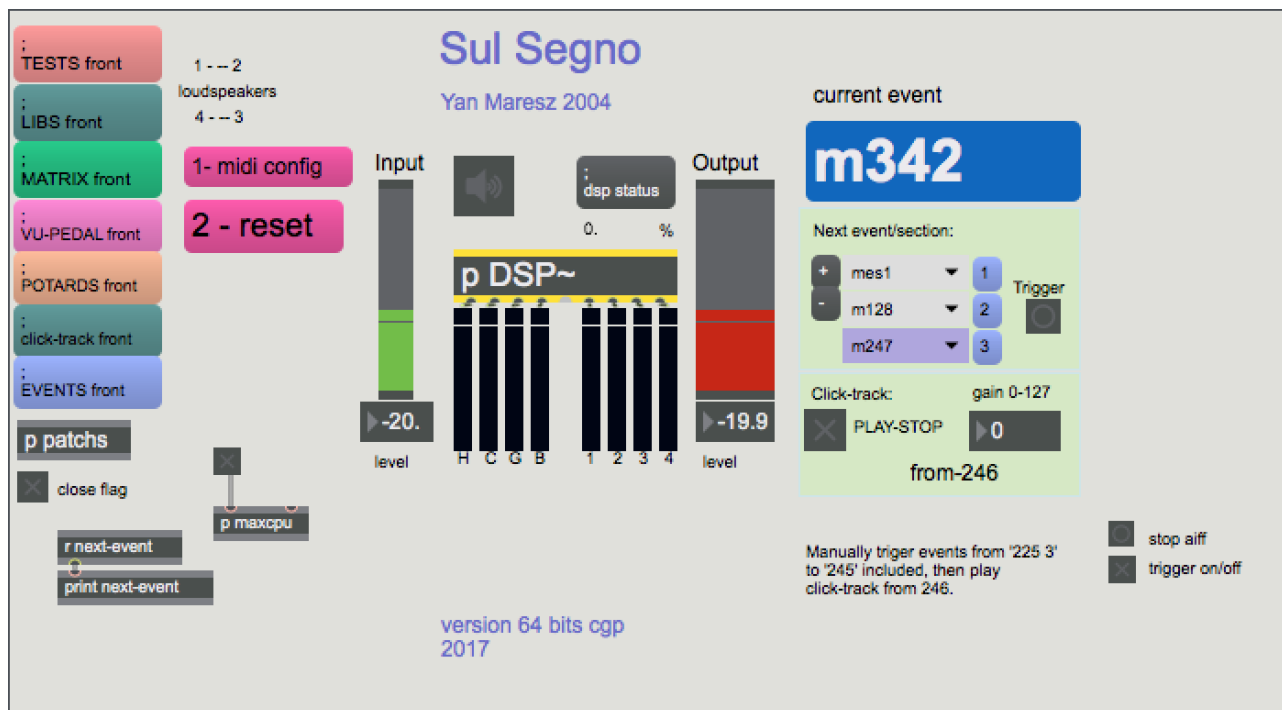 ;
TESTS front
;
LIBS front
;
MATRIX front
;
VU-PEDAL front
;
POTARDS front
;
click-track front
;
EVENTS front
p patchs
close flag
r next-event
print next-event
1 - -- 2
loudspeakers
4 - -- 3
1- midi config
2 - reset
p maxcpu
Sul Segno
Yan Maresz 2004
Input
-20.
level
;
dsp status
0. %
p DSP~
H C G B 1 2 3 4
Output
-19.9
level
version 64 bits cgp
2017
current event
m342
Next event/section:
+ mes1 1
- m128 2
m247 3
Trigger
Click-track: gain 0-127
PLAY-STOP 0
from-246
Manually triger events from '225 3'
to '245' included, then play
click-track from 246.
stop aiff
trigger on/off